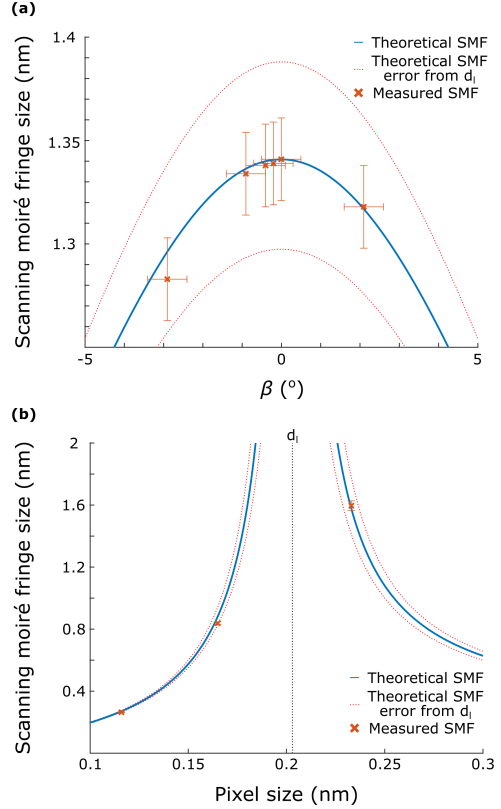 (a)
Scanning moiré fringe size (nm)
1.4
1.35
1.3
-5
0
5
β (°)
Theoretical SMF
Theoretical SMF
error from dI
Measured SMF
(b)
Scanning moiré fringe size (nm)
2
1.6
1.2
0.8
0.4
0.1
0.15
0.2
0.25
0.3
Pixel size (nm)
dI
Theoretical SMF
Theoretical SMF
error from dI
Measured SMF